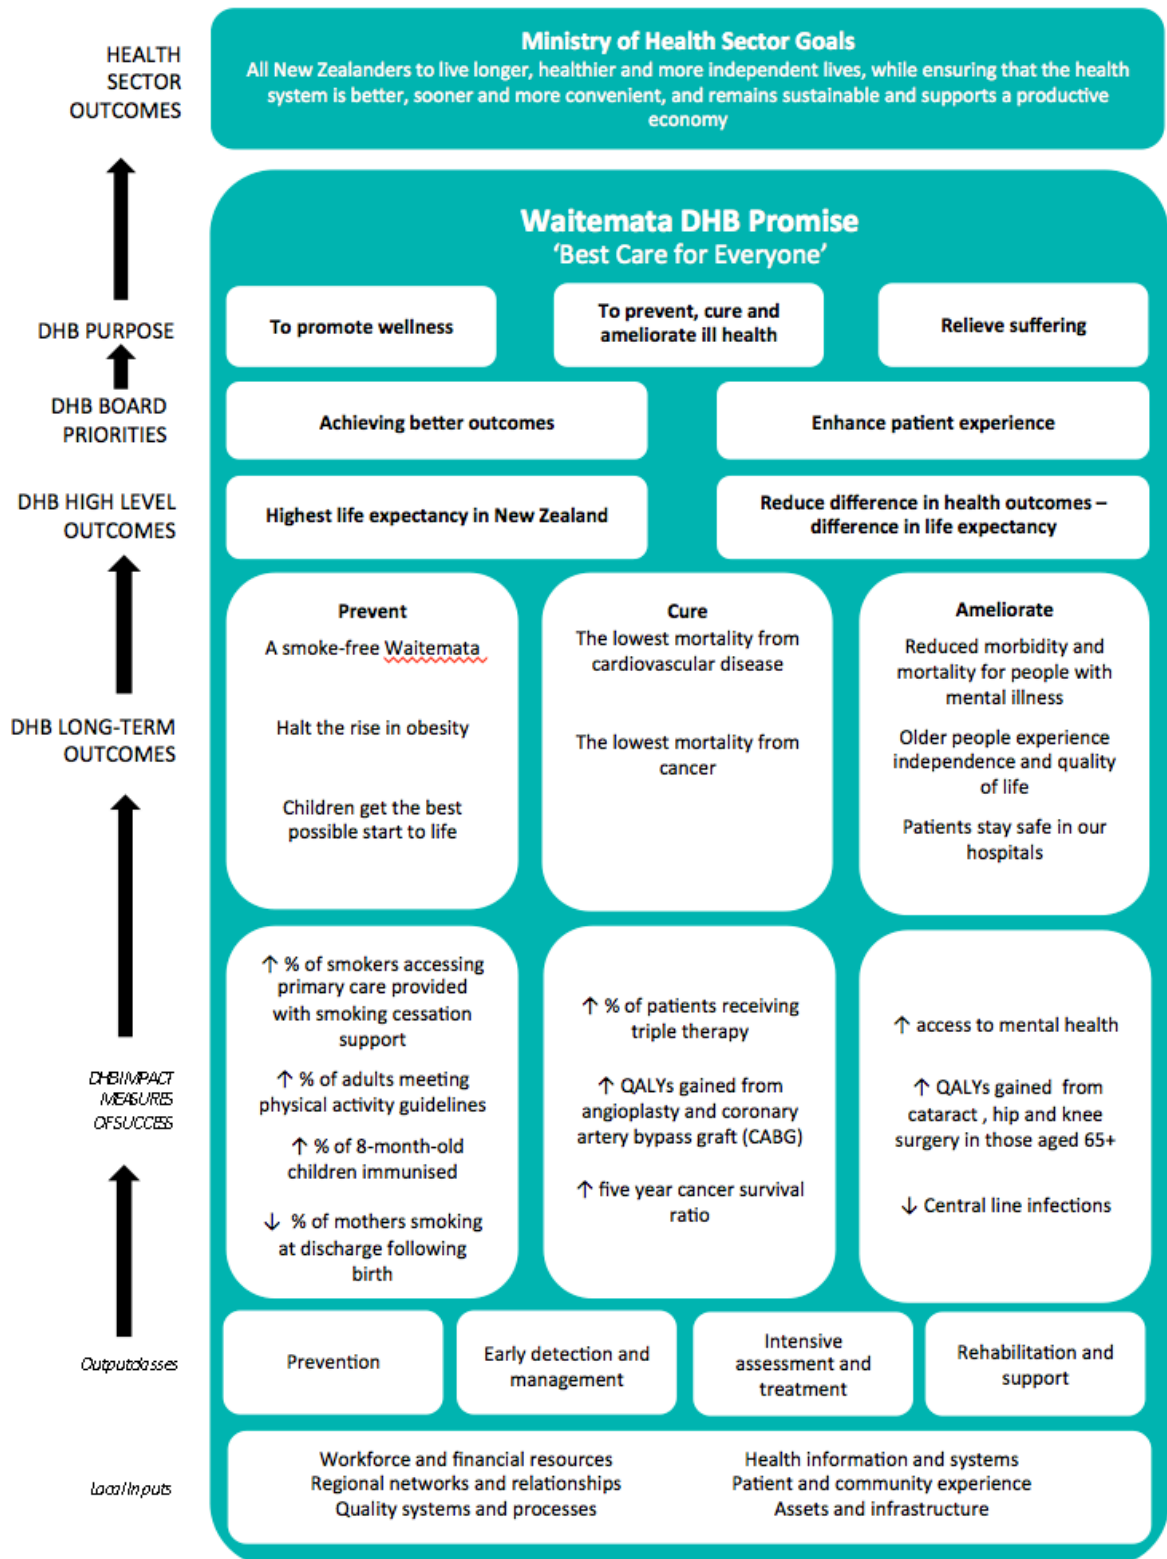 HEALTH
SECTOR
OUTCOMES
Ministry of Health Sector Goals
All New Zealanders to live longer, healthier and more independent lives, while ensuring that the health
system is better, sooner and more convenient, and remains sustainable and supports a productive
economy
Waitemata DHB Promise
‘Best Care for Everyone’
DHB PURPOSE
To promote wellness
To prevent, cure and
ameliorate ill health
Relieve suffering
DHB BOARD
PRIORITIES
Achieving better outcomes
Enhance patient experience
DHB HIGH LEVEL
OUTCOMES
Highest life expectancy in New Zealand
Reduce difference in health outcomes –
difference in life expectancy
DHB LONG-TERM
OUTCOMES
Prevent
A smoke-free Waitemata
Halt the rise in obesity
Children get the best
possible start to life
Cure
The lowest mortality from
cardiovascular disease
The lowest mortality from
cancer
Ameliorate
Reduced morbidity and
mortality for people with
mental illness
Older people experience
independence and quality
of life
Patients stay safe in our
hospitals
DHB IMPACT
MEASURES
OF SUCCESS
↑ % of smokers accessing
primary care provided
with smoking cessation
support
↑ % of adults meeting
physical activity guidelines
↑ % of 8-month-old
children immunised
↓ % of mothers smoking
at discharge following
birth
↑ % of patients receiving
triple therapy
↑ QALYs gained from
angioplasty and coronary
artery bypass graft (CABG)
↑ five year cancer survival
ratio
↑ access to mental health
↑ QALYs gained from
cataract , hip and knee
surgery in those aged 65+
↓ Central line infections
Output classes
Prevention
Early detection and
management
Intensive
assessment and
treatment
Rehabilitation and
support
Local Inputs
Workforce and financial resources
Regional networks and relationships
Quality systems and processes
Health information and systems
Patient and community experience
Assets and infrastructure